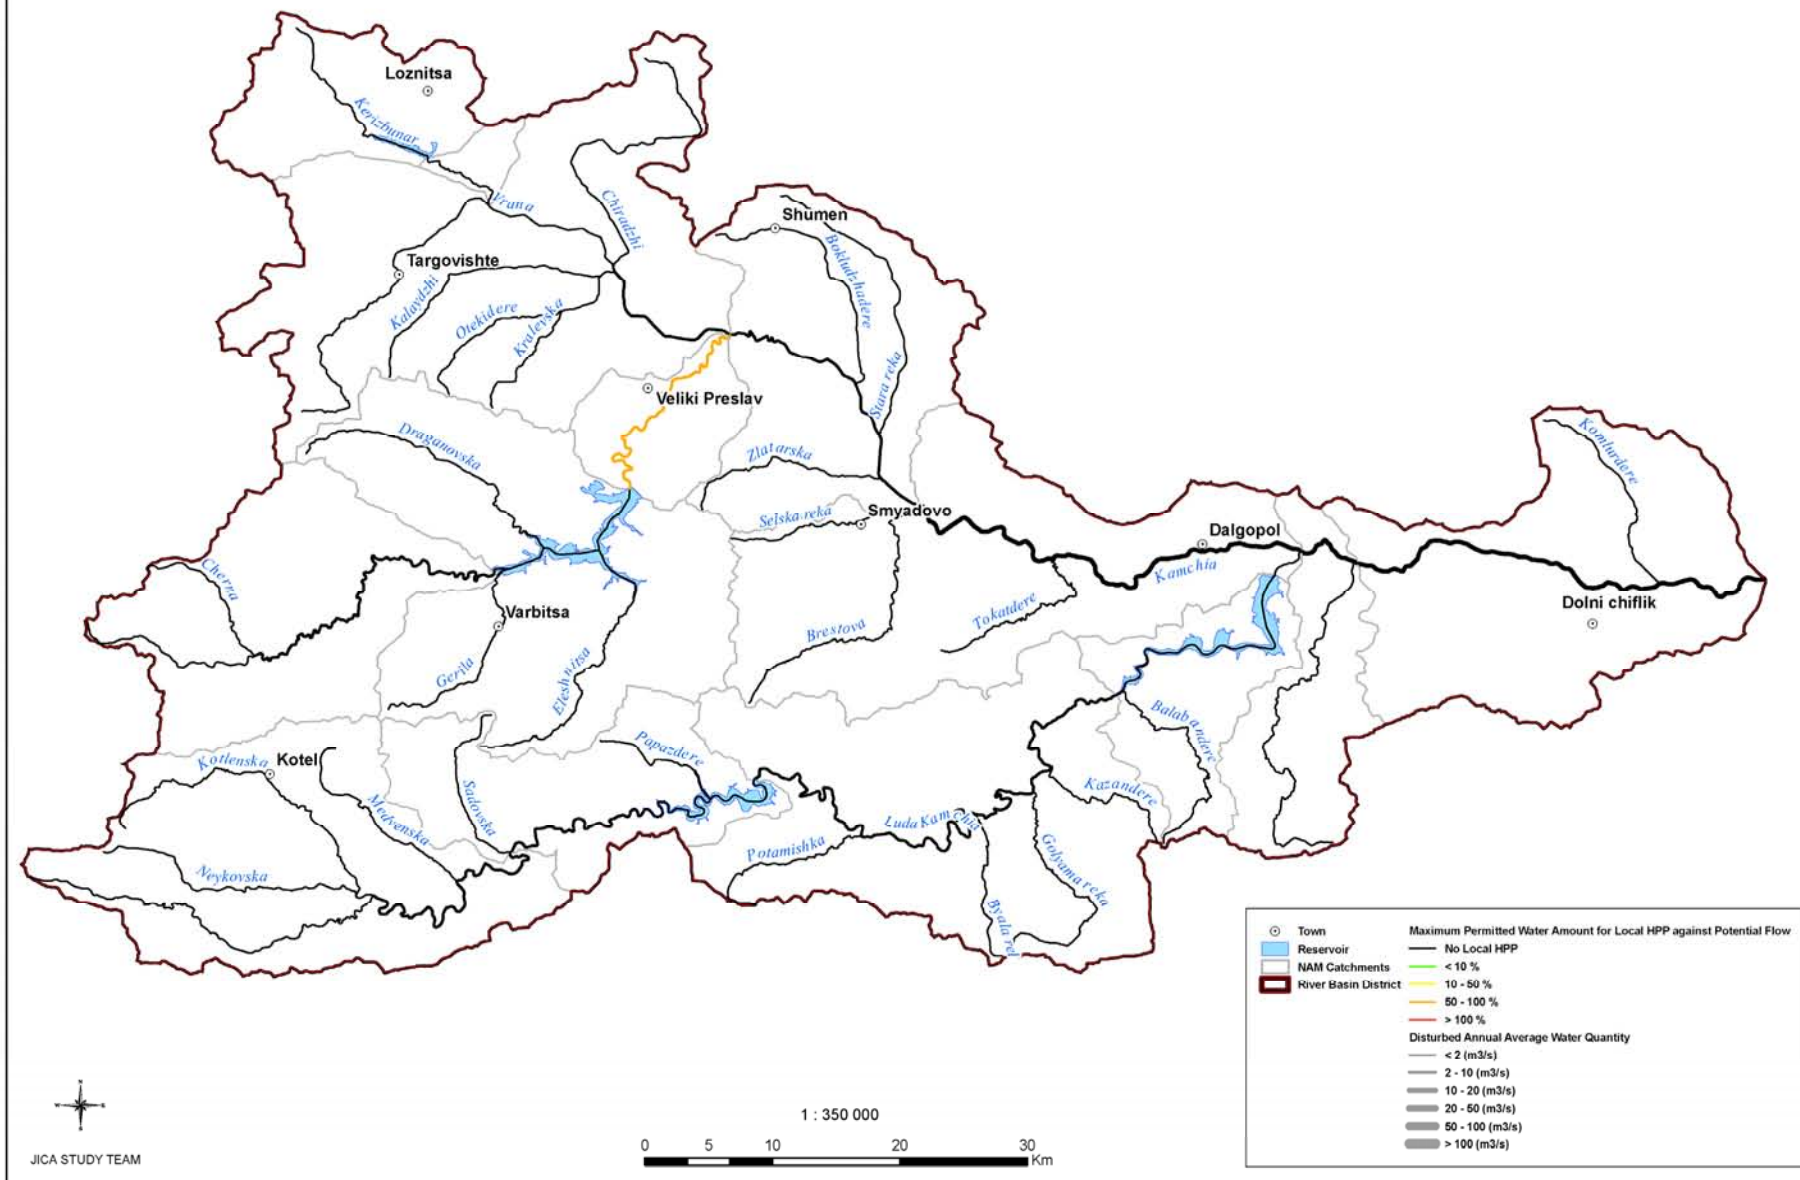 Loznitsa
Kerizbunar
Vrana
Chiradzhi
Shumen
Bokludzhadere
Targovishte
Kalaydzhi
Otekidere
Kralevska
Stara reka
Veliki Preslav
Draganovska
Zlatarska
Komlurdere
Selska reka
Smyadovo
Dalgopol
Kamchia
Cherna
Varbitsa
Dolni chiflik
Tokatdere
Brestova
Gerila
Eleshnitsa
Balabandere
Papazdere
Kotlenska
Kotel
Sadovska
Medvenska
Kazandere
Luda Kamchia
Potamishka
Golyama reka
Neykovska
Byala rel
Town
Reservoir
NAM Catchments
River Basin District
Maximum Permitted Water Amount for Local HPP against Potential Flow
No Local HPP
< 10 %
10 - 50 %
50 - 100 %
> 100 %
Disturbed Annual Average Water Quantity
< 2 (m3/s)
2 - 10 (m3/s)
10 - 20 (m3/s)
20 - 50 (m3/s)
50 - 100 (m3/s)
> 100 (m3/s)
N
W E
S
1 : 350 000
0 5 10 20 30
Km
JICA STUDY TEAM